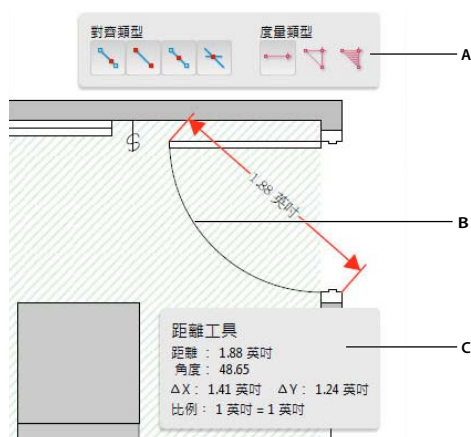 對齊類型 度量類型
A
1.88 英吋
B
距離工具
距離 : 1.88 英吋
C
角度 : 48.65
ΔX : 1.41 英吋 ΔY : 1.24 英吋
比例 : 1 英吋 = 1 英吋